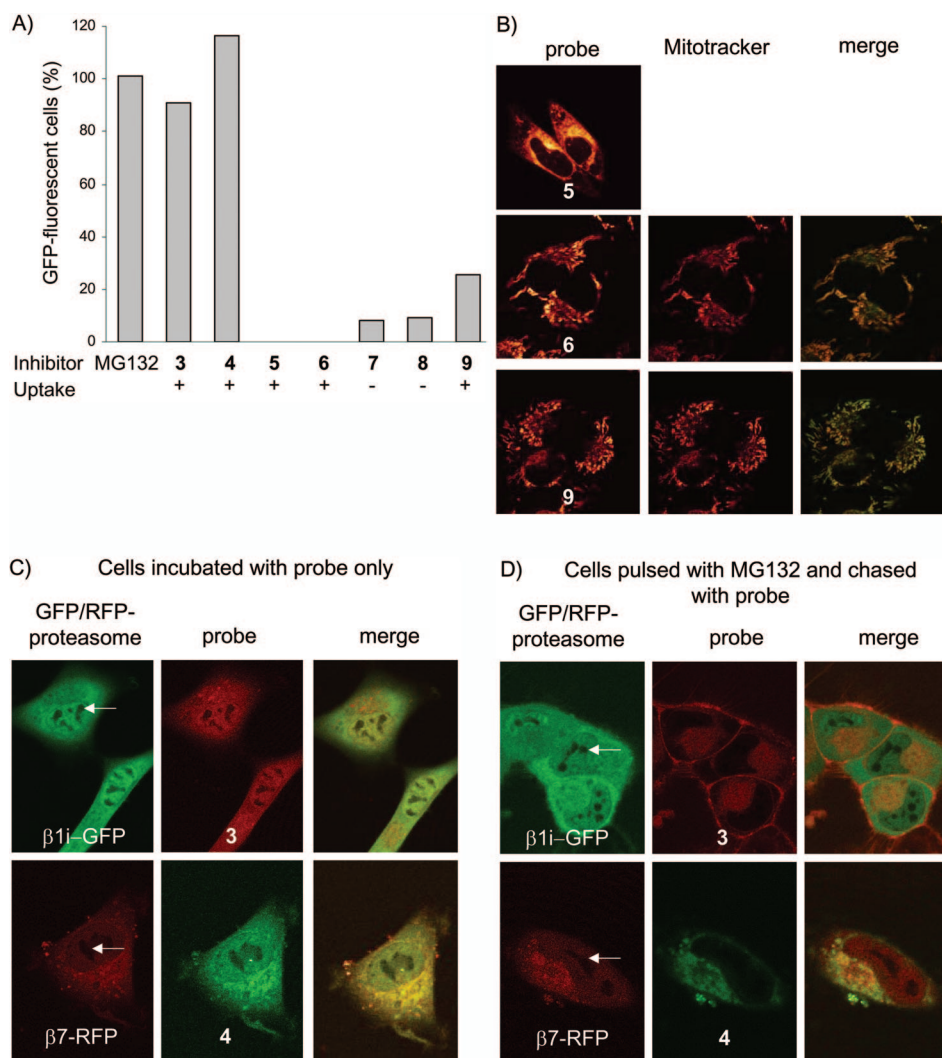 A)
GFP-fluorescent cells (%)
120
100
80
60
40
20
0
Inhibitor MG132 3 4 5 6 7 8 9
Uptake + + + + - - +
B)
probe Mitotracker merge
5
6
9
C) Cells incubated with probe only
GFP/RFP-
proteasome probe merge
β1i–GFP 3
β7-RFP 4
D) Cells pulsed with MG132 and chased
with probe
GFP/RFP-
proteasome probe merge
β1i–GFP 3
β7-RFP 4